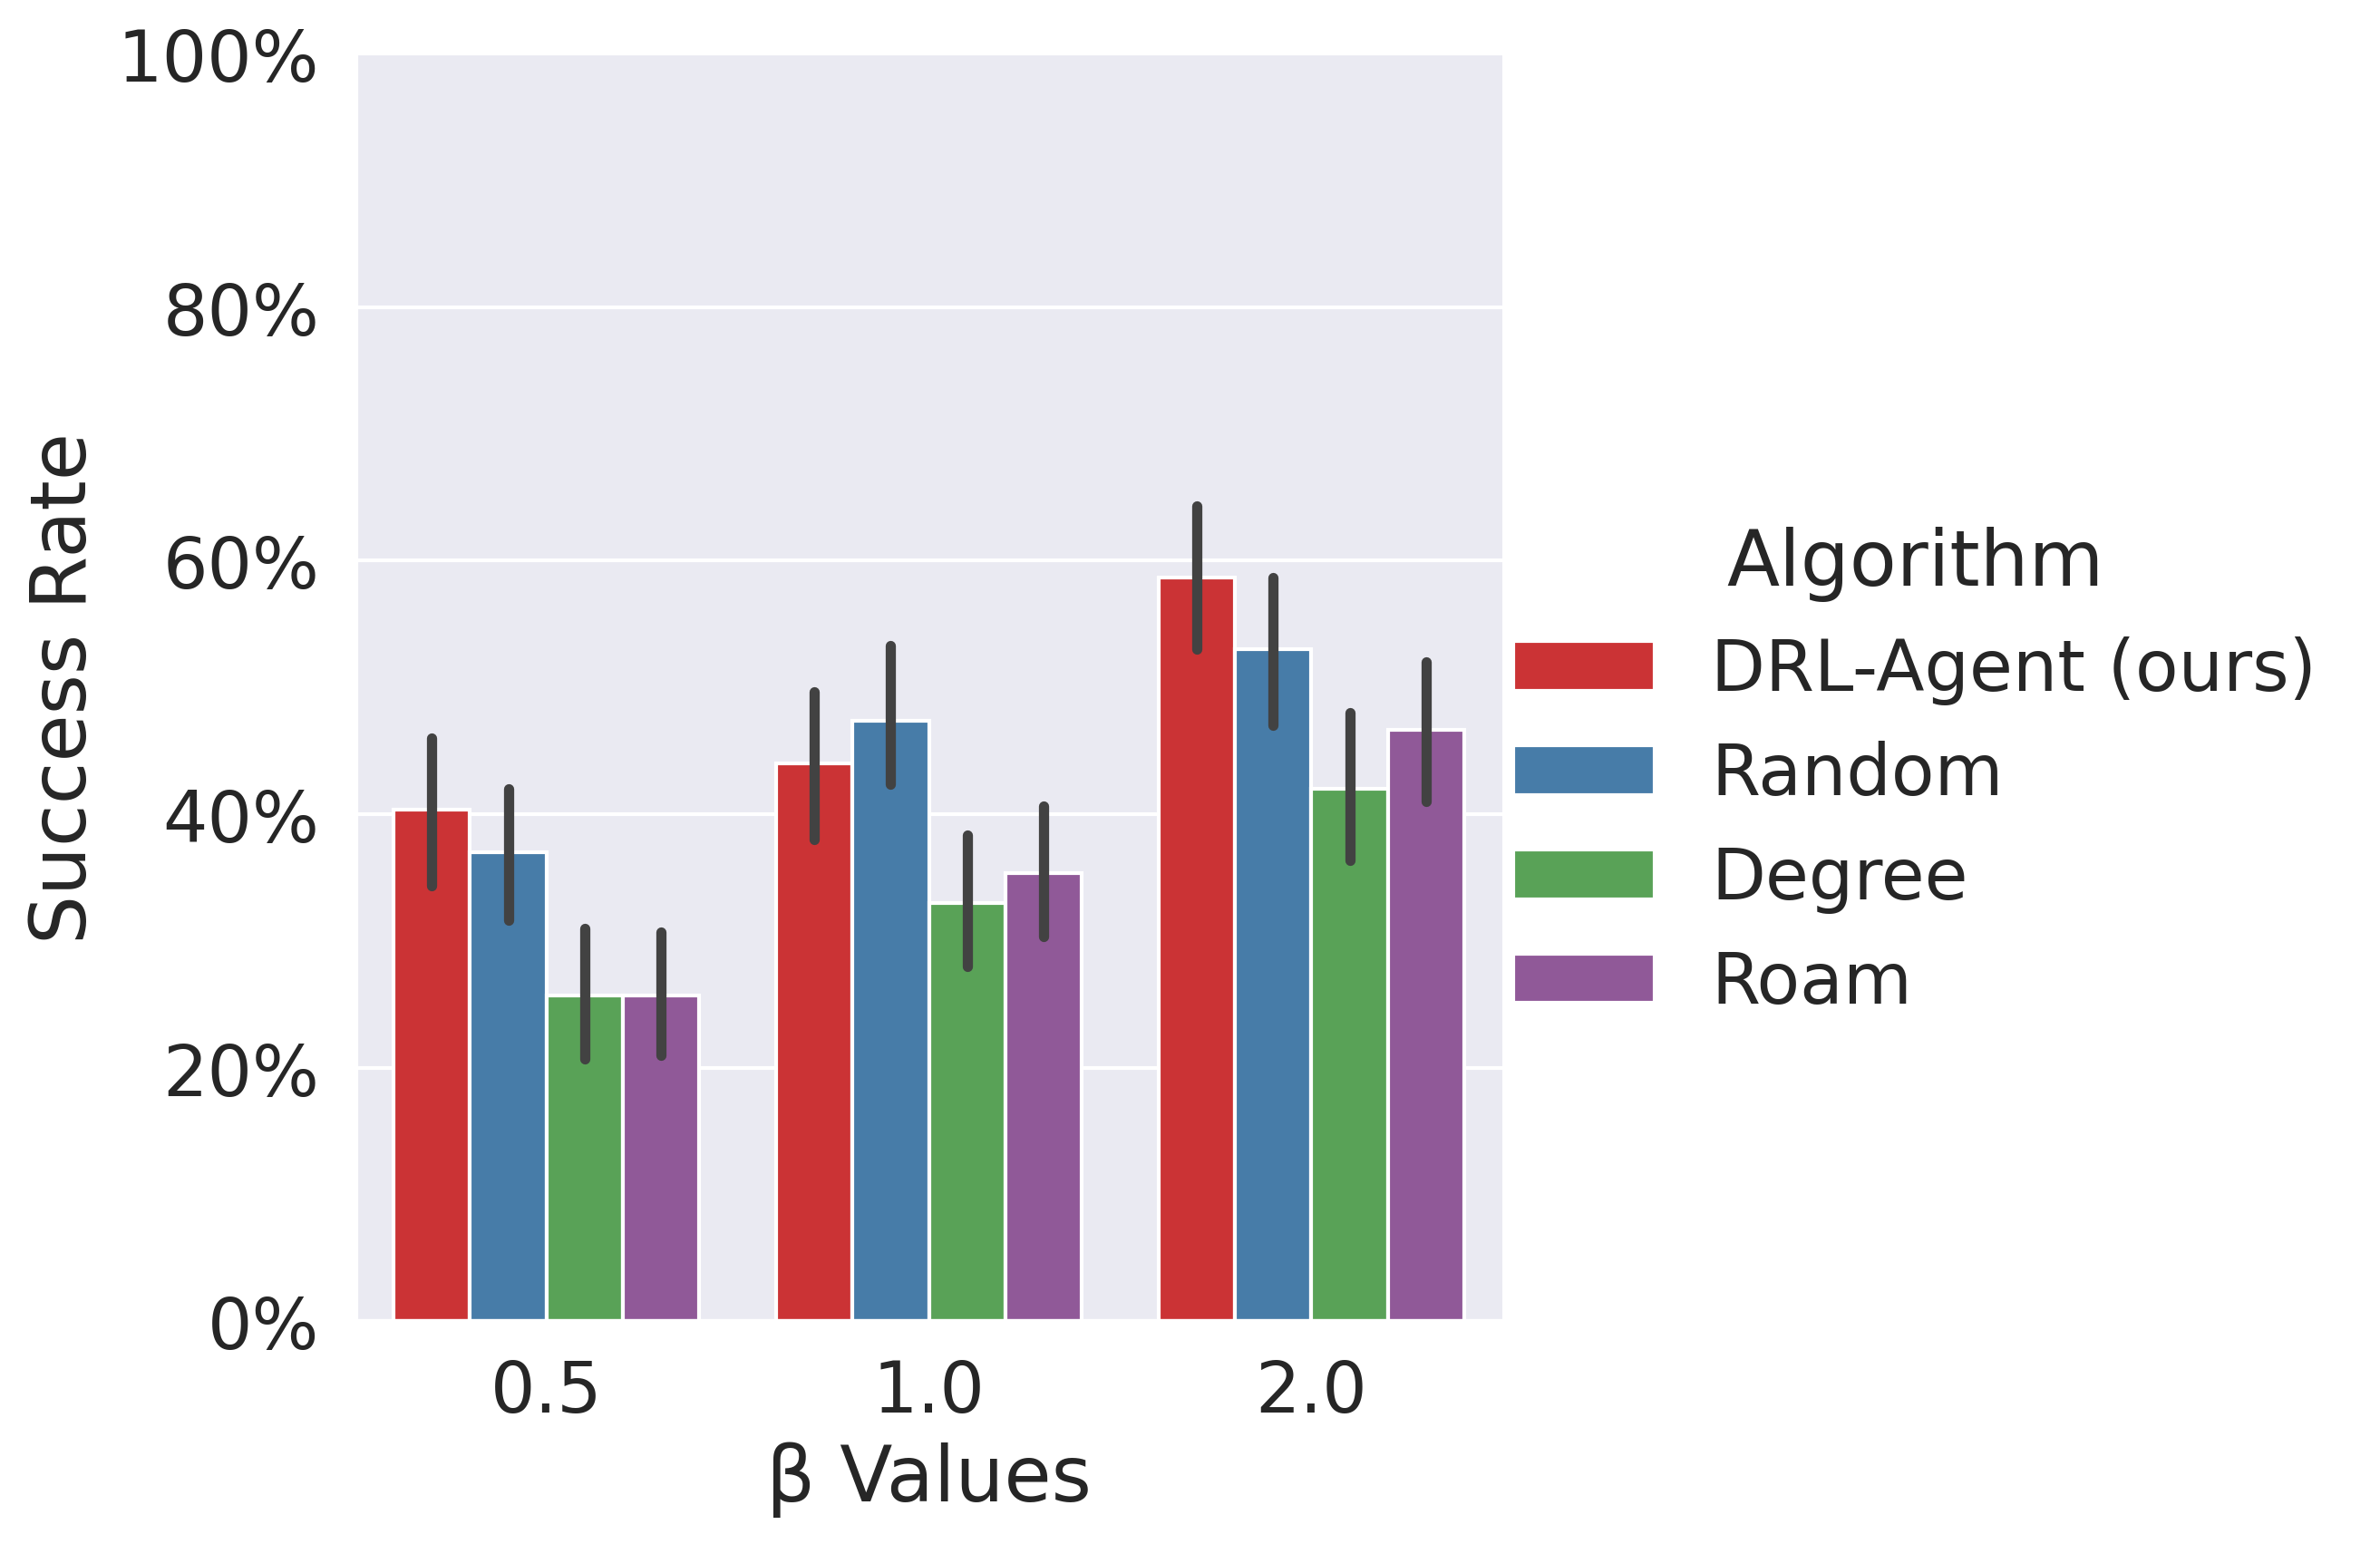 100%
80%
60%
40%
20%
0%
Success Rate
0.5 1.0 2.0
β Values
Algorithm
DRL-Agent (ours)
Random
Degree
Roam